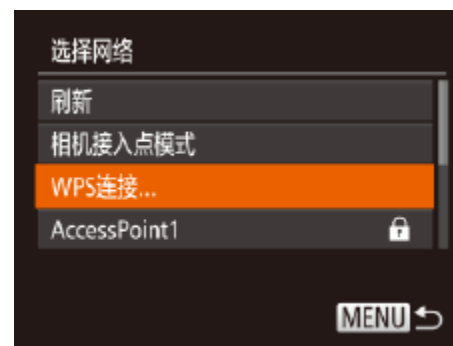 选择网络
刷新
相机接入点模式
WPS连接...
AccessPoint1
MENU